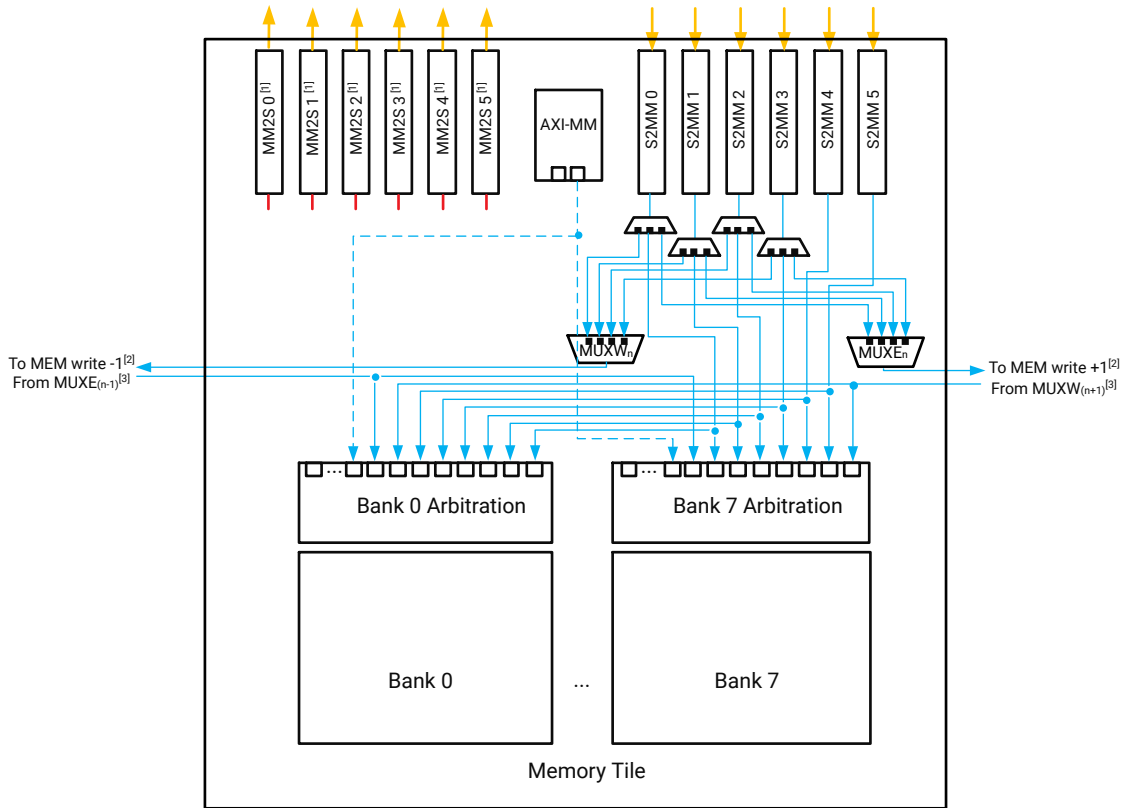 MM2S 0 [1]
MM2S 1 [1]
MM2S 2 [1]
MM2S 3 [1]
MM2S 4 [1]
MM2S 5 [1]
AXI-MM
S2MM 0
S2MM 1
S2MM 2
S2MM 3
S2MM 4
S2MM 5
MUXWn
MUXEn
To MEM write -1[2]
From MUXE(n-1)[3]
To MEM write +1[2]
From MUXW(n+1)[3]
...
...
Bank 0 Arbitration
Bank 7 Arbitration
Bank 0
...
Bank 7
Memory Tile